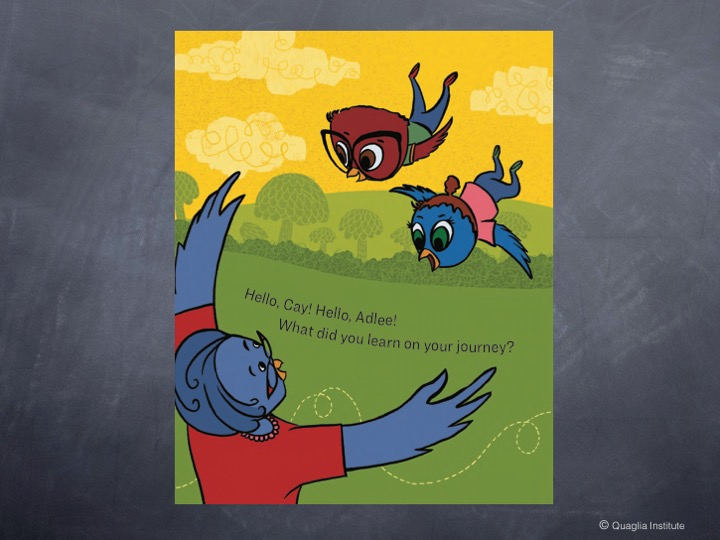 Hello, Cay! Hello, Adlee!
What did you learn on your journey?
© Quaglia Institute